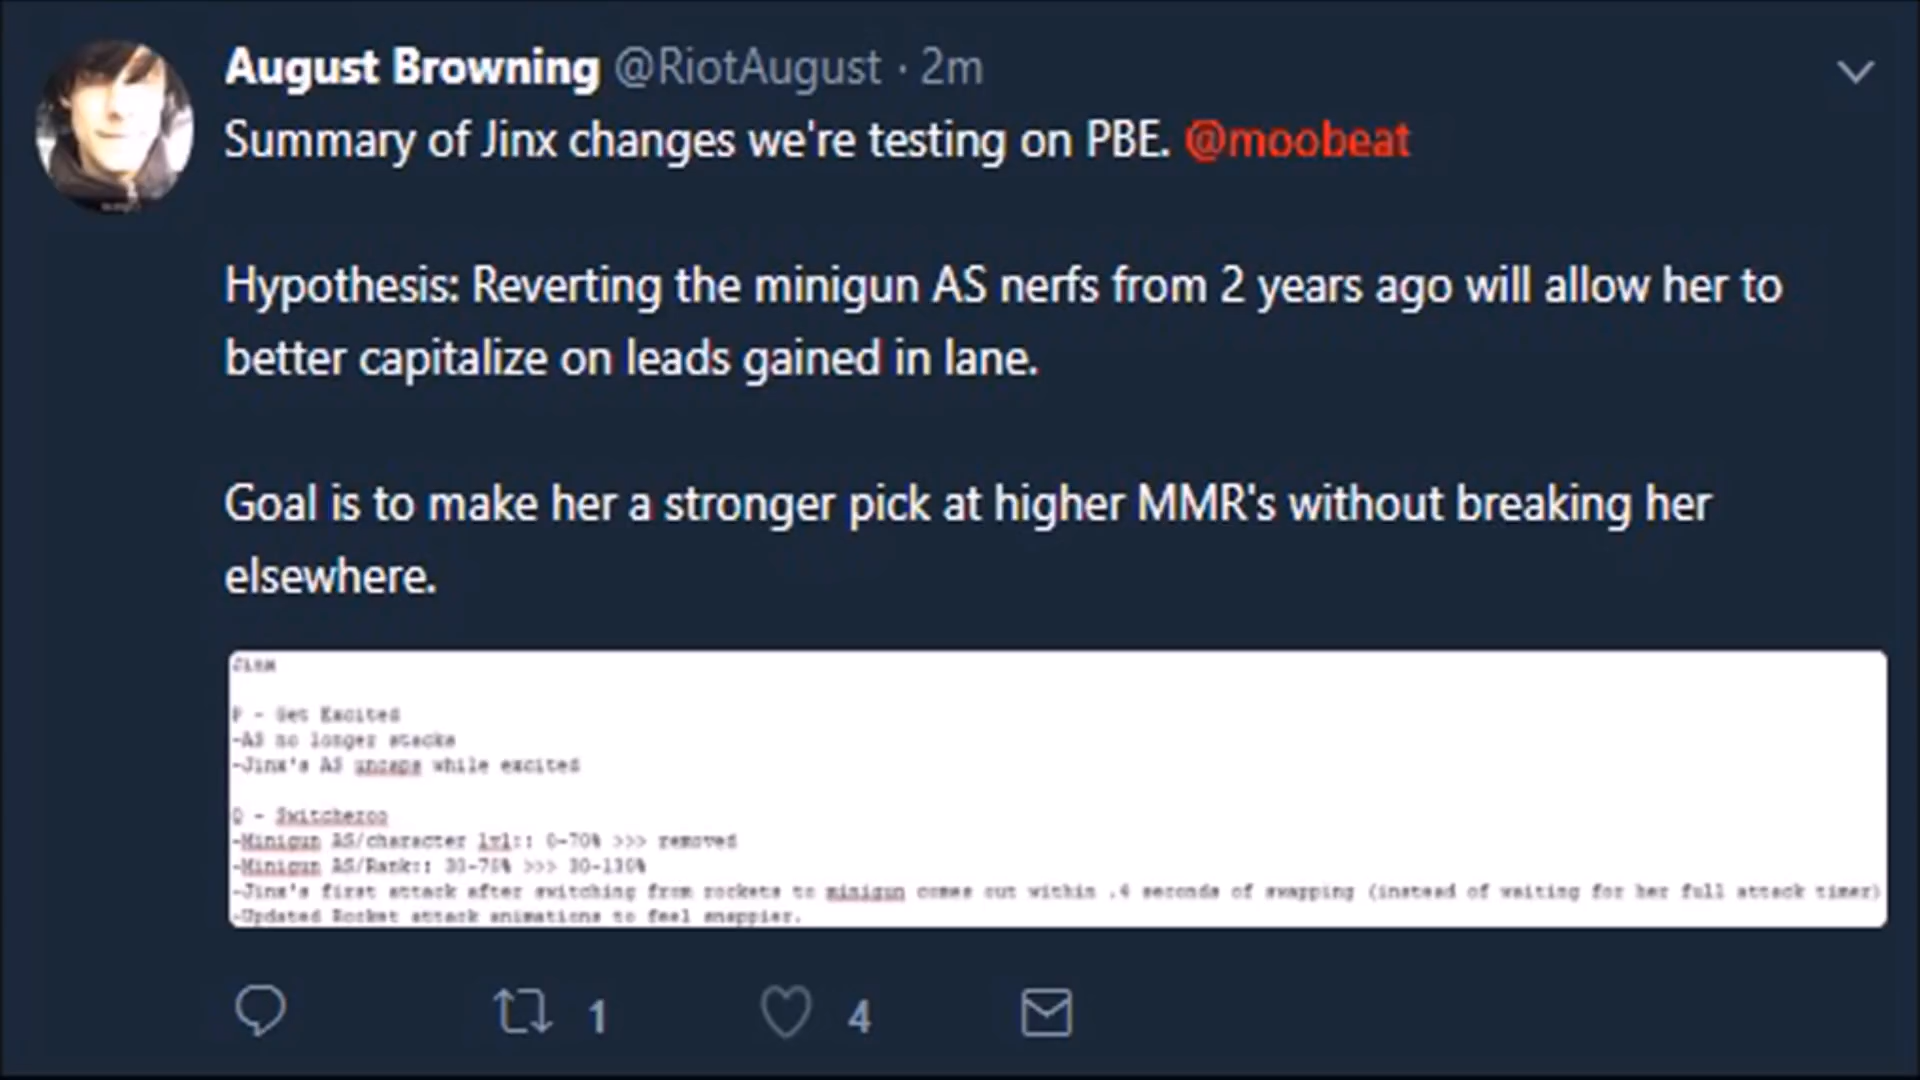 August Browning @RiotAugust · 2m
Summary of Jinx changes we're testing on PBE. @moobeat
Hypothesis: Reverting the minigun AS nerfs from 2 years ago will allow her to
better capitalize on leads gained in lane.
Goal is to make her a stronger pick at higher MMR's without breaking her
elsewhere.
Jinx
P - Get Excited
-AS no longer stacks
-Jinx's AS uncaps while excited
Q - Switcheroo
-Minigun AS/character lvl:: 0-70% >>> removed
-Minigun AS/Rank::  >>> 30-130%
-Jinx's first attack after switching from rockets to minigun comes out within .4 seconds of swapping (instead of waiting for her full attack timer)
-Updated Rocket attack animations to feel snappier.
1 4